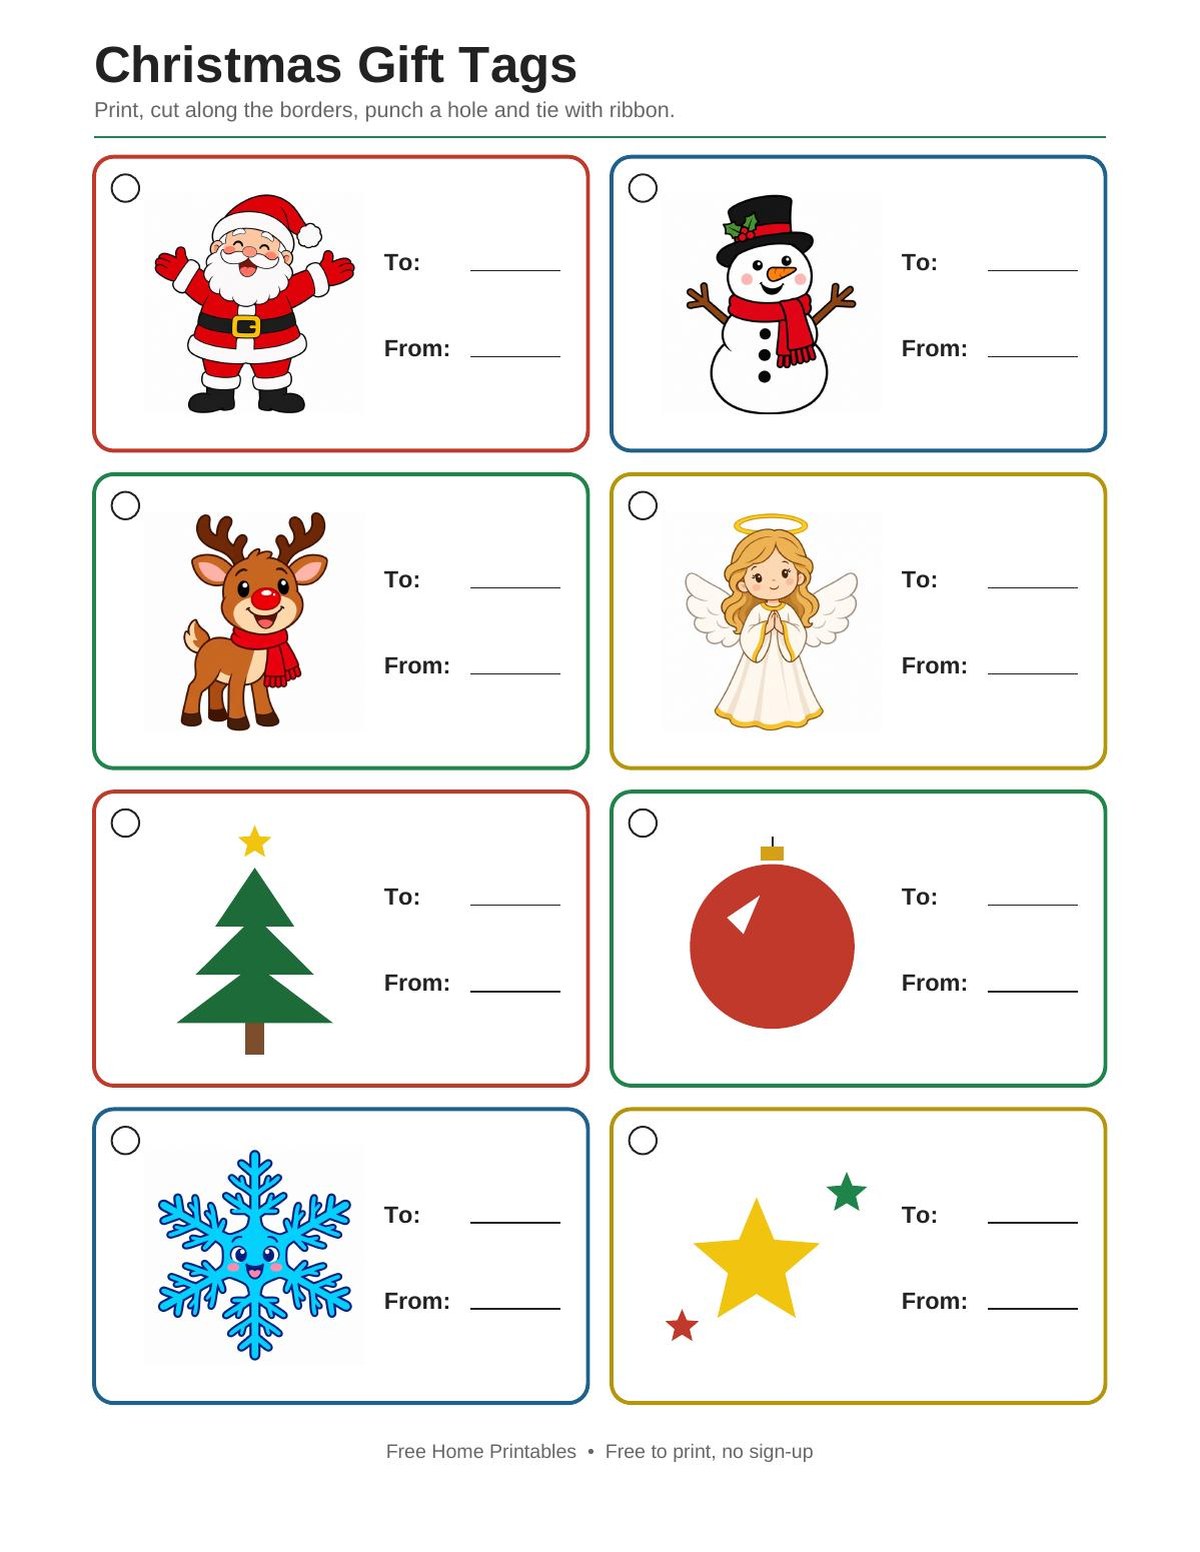 Christmas Gift Tags
Print, cut along the borders, punch a hole and tie with ribbon.
To: To:
From: From:
To: To:
From: From:
To: To:
From: From:
To: To:
From: From:
Free Home Printables • Free to print, no sign-up